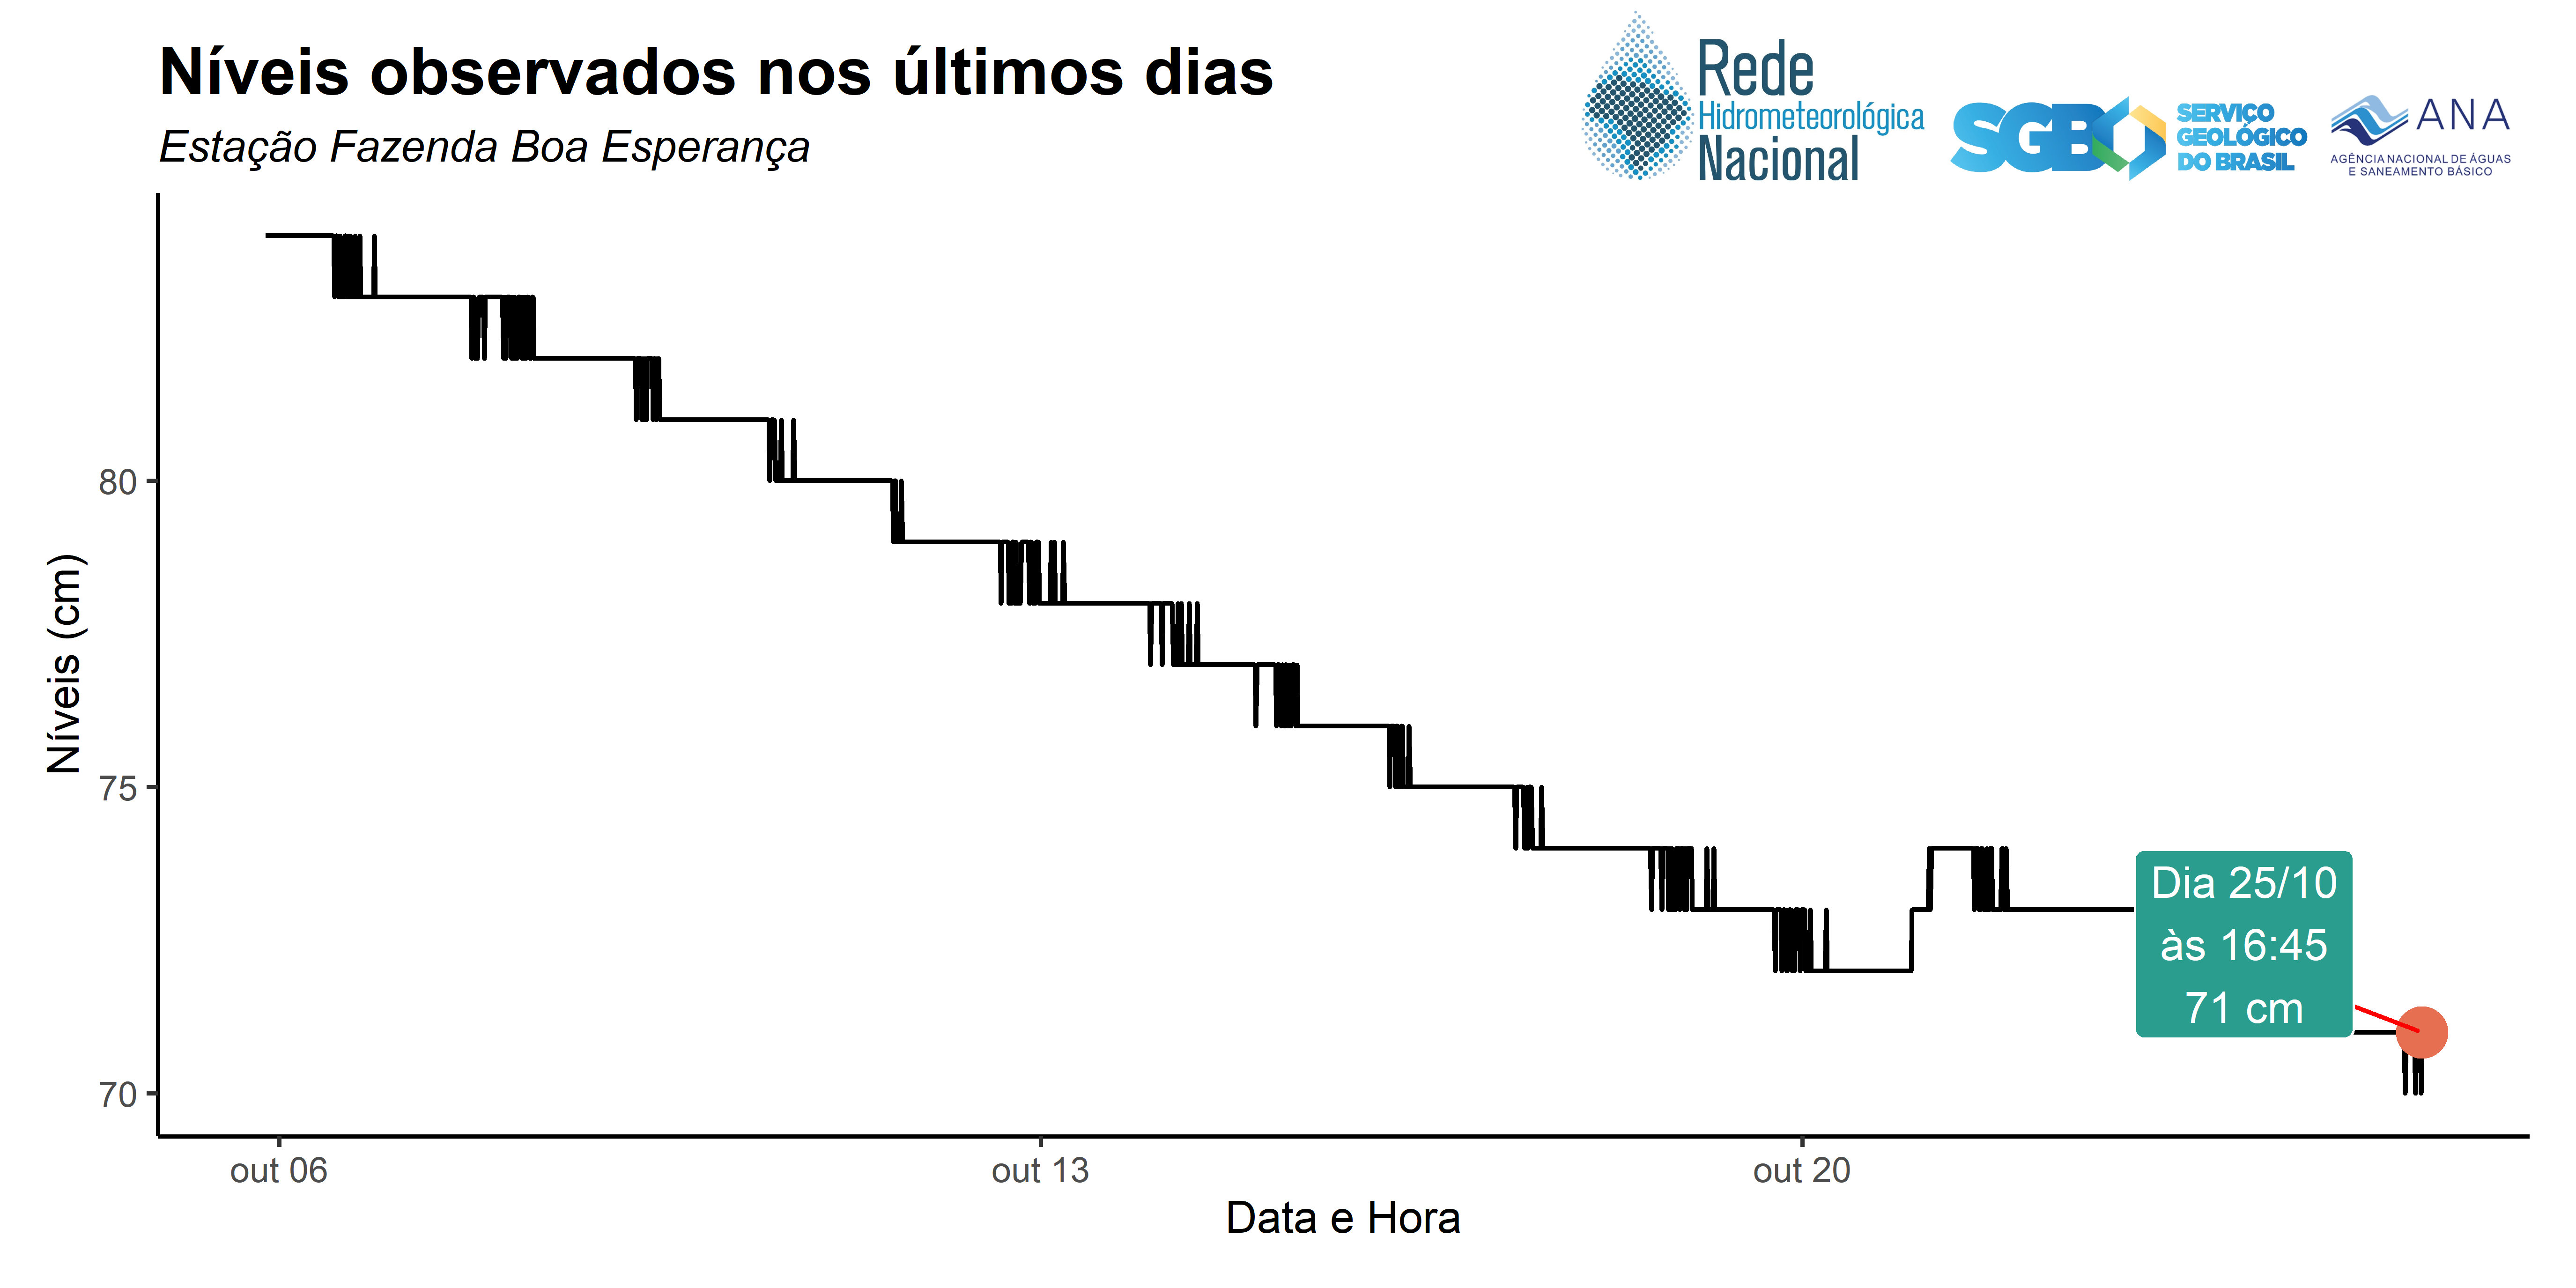 Níveis observados nos últimos dias
Estação Fazenda Boa Esperança
Rede
Hidrometeorológica
Nacional
SGB
SERVIÇO
GEOLÓGICO
DO BRASIL
ANA
AGÊNCIA NACIONAL DE ÁGUAS
E SANEAMENTO BÁSICO
Níveis (cm)
80
75
70
Dia 25/10
às 16:45
71 cm
out 06
out 13
out 20
Data e Hora